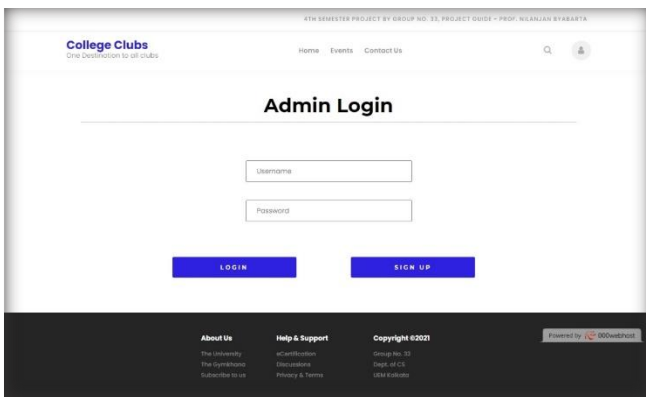 4TH SEMESTER PROJECT BY GROUP NO. 33, PROJECT GUIDE - PROF. NILANJAN BYABARTA
College Clubs
One Destination to all clubs
Home Events Contact Us
Admin Login
Username
Password
LOGIN SIGN UP
About Us Help & Support Copyright ©2021
The University eCertification Group No. 33
The Gymkhana Discussions Dept. of CS
Subscribe to us Privacy & Terms UEM Kolkata
Powered by 000webhost